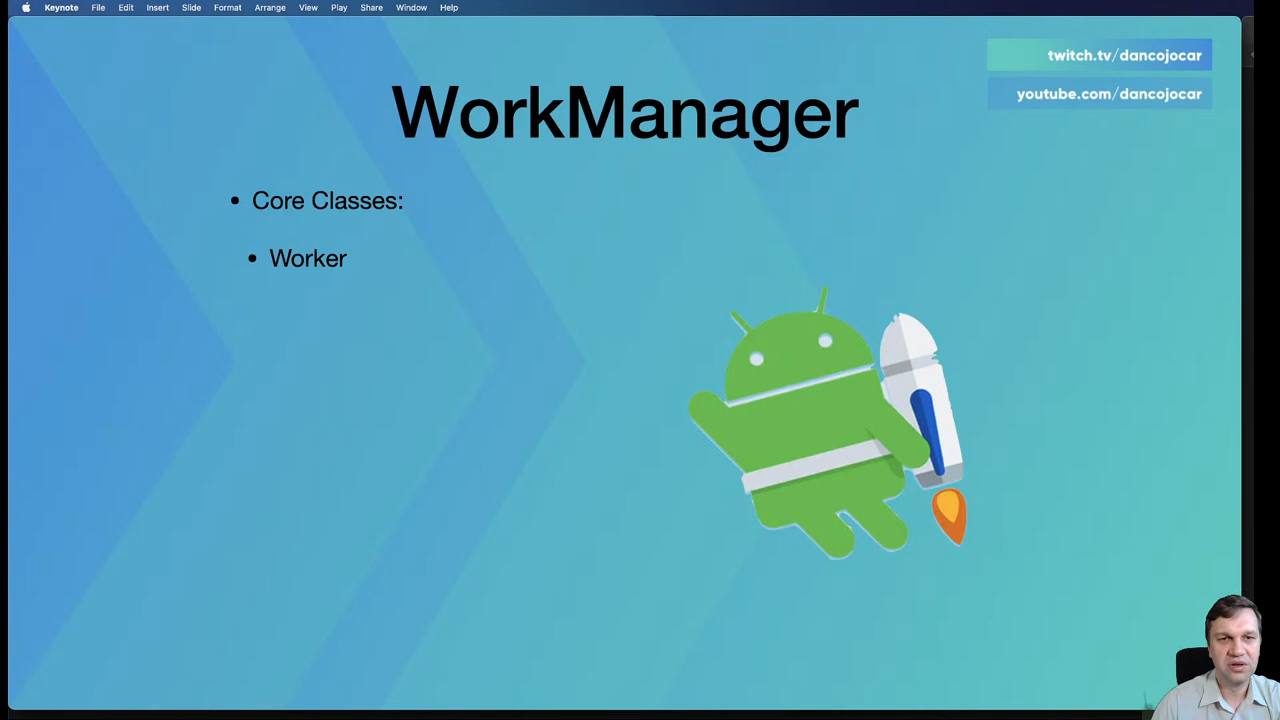 Keynote File Edit Insert Slide Format Arrange View Play Share Window Help
twitch.tv/dancojocar
youtube.com/dancojocar
WorkManager
• Core Classes:
• Worker